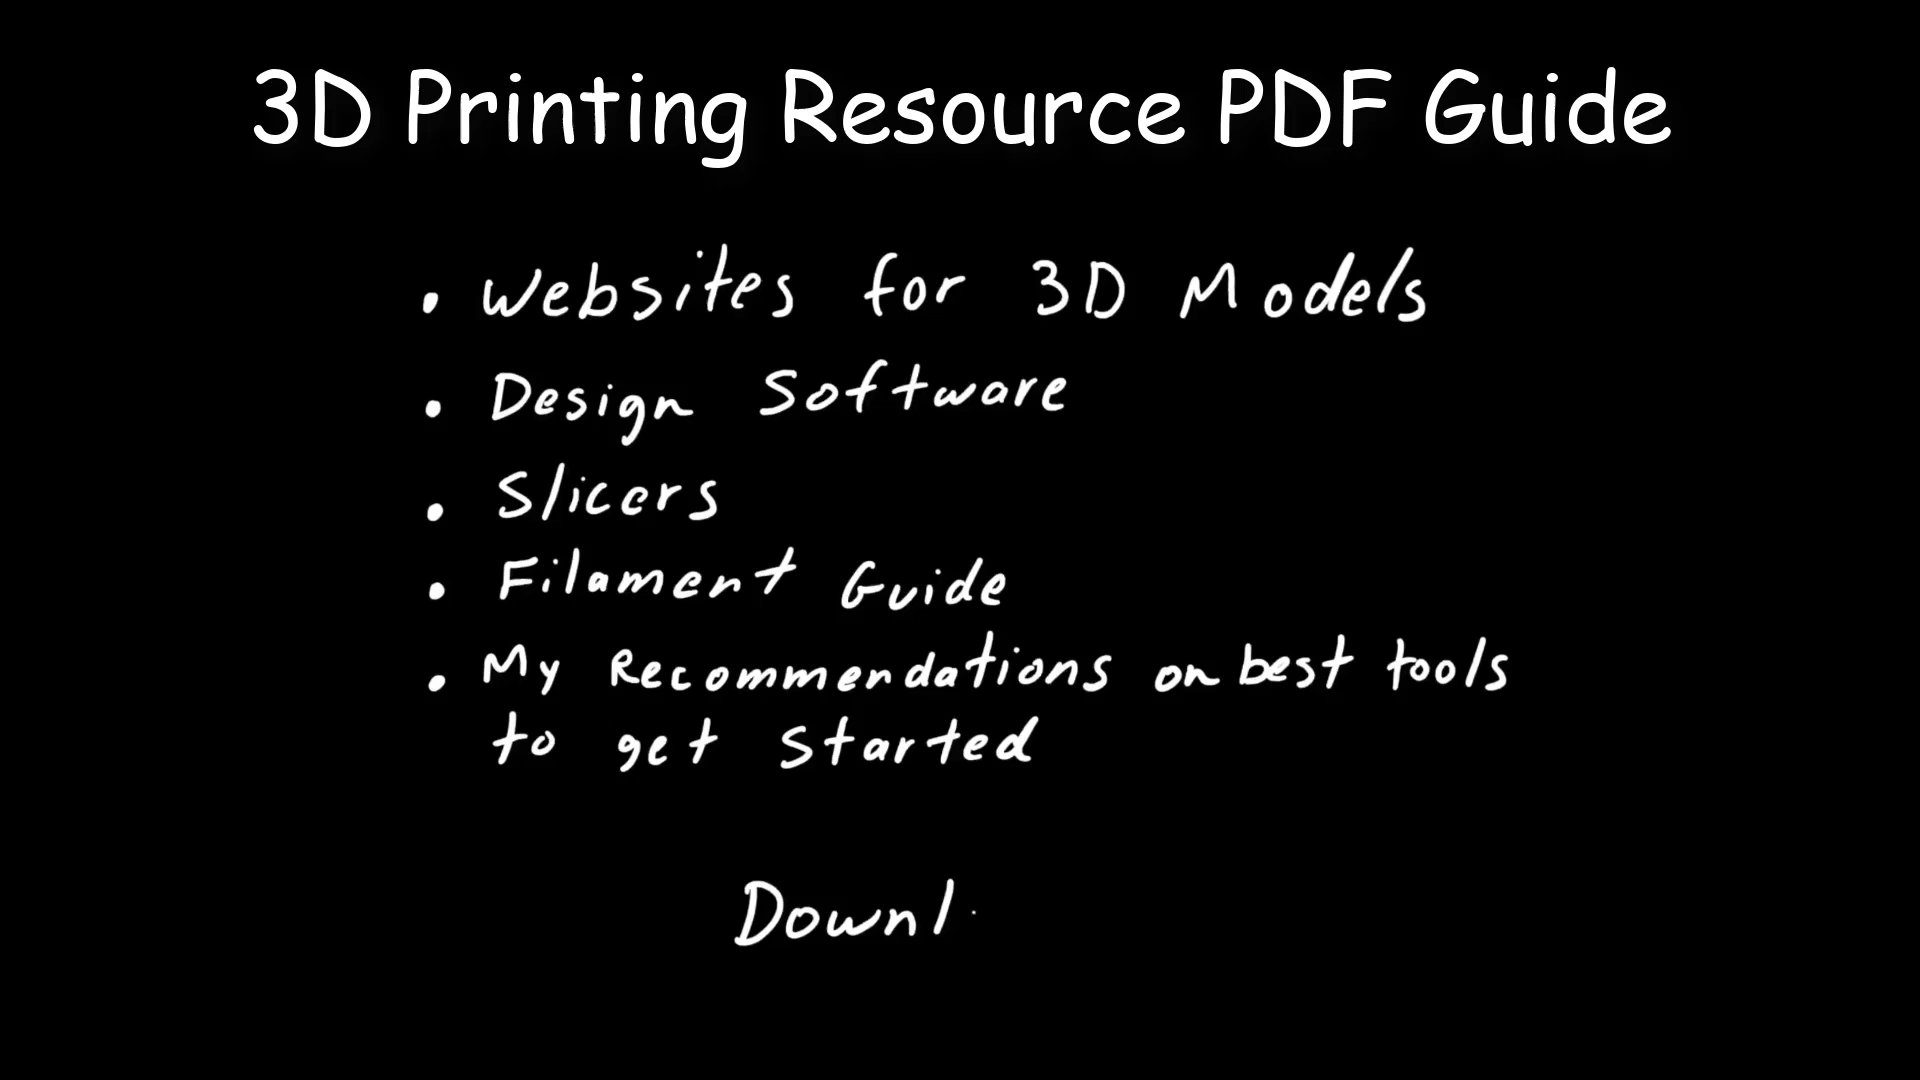 3D Printing Resource PDF Guide
• Websites for 3D Models
• Design Software
• Slicers
• Filament Guide
• My Recommendations on best tools
to get started
Downl